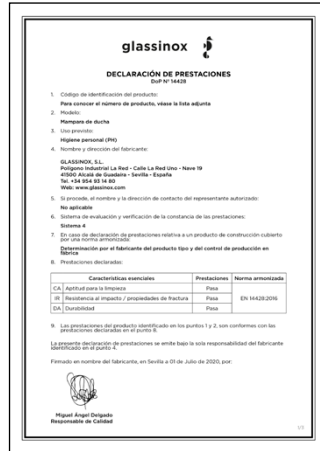 glassinox
DECLARACIÓN DE PRESTACIONES
DoP Nº 14428
1. Código de identificación del producto:
Para conocer el número de producto, véase la lista adjunta
2. Modelo:
Mampara de ducha
3. Uso previsto:
Higiene personal (PH)
4. Nombre y dirección del fabricante:
GLASSINOX, S.L.
Polígono Industrial La Red - Calle La Red Uno - Nave 19
41500 Alcalá de Guadaira - Sevilla - España
Tel. +34 954 93 14 80
Web: www.glassinox.com
5. Si procede, el nombre y la dirección de contacto del representante autorizado:
No aplicable
6. Sistema de evaluación y verificación de la constancia de las prestaciones:
Sistema 4
7. En caso de declaración de prestaciones relativa a un producto de construcción cubierto
por una norma armonizada:
Determinación por el fabricante del producto tipo y del control de producción en
fábrica
8. Prestaciones declaradas:
Características esenciales Prestaciones Norma armonizada
CA Aptitud para la limpieza Pasa
IR Resistencia al impacto / propiedades de fractura Pasa EN 14428:2016
DA Durabilidad Pasa
9. Las prestaciones del producto identificado en los puntos 1 y 2, son conformes con las
prestaciones declaradas en el punto 8.
La presente declaración de prestaciones se emite bajo la sola responsabilidad del fabricante
identificado en el punto 4.
Firmado en nombre del fabricante, en Sevilla a 01 de Julio de 2020, por:
Miguel Ángel Delgado
Responsable de Calidad
1/3